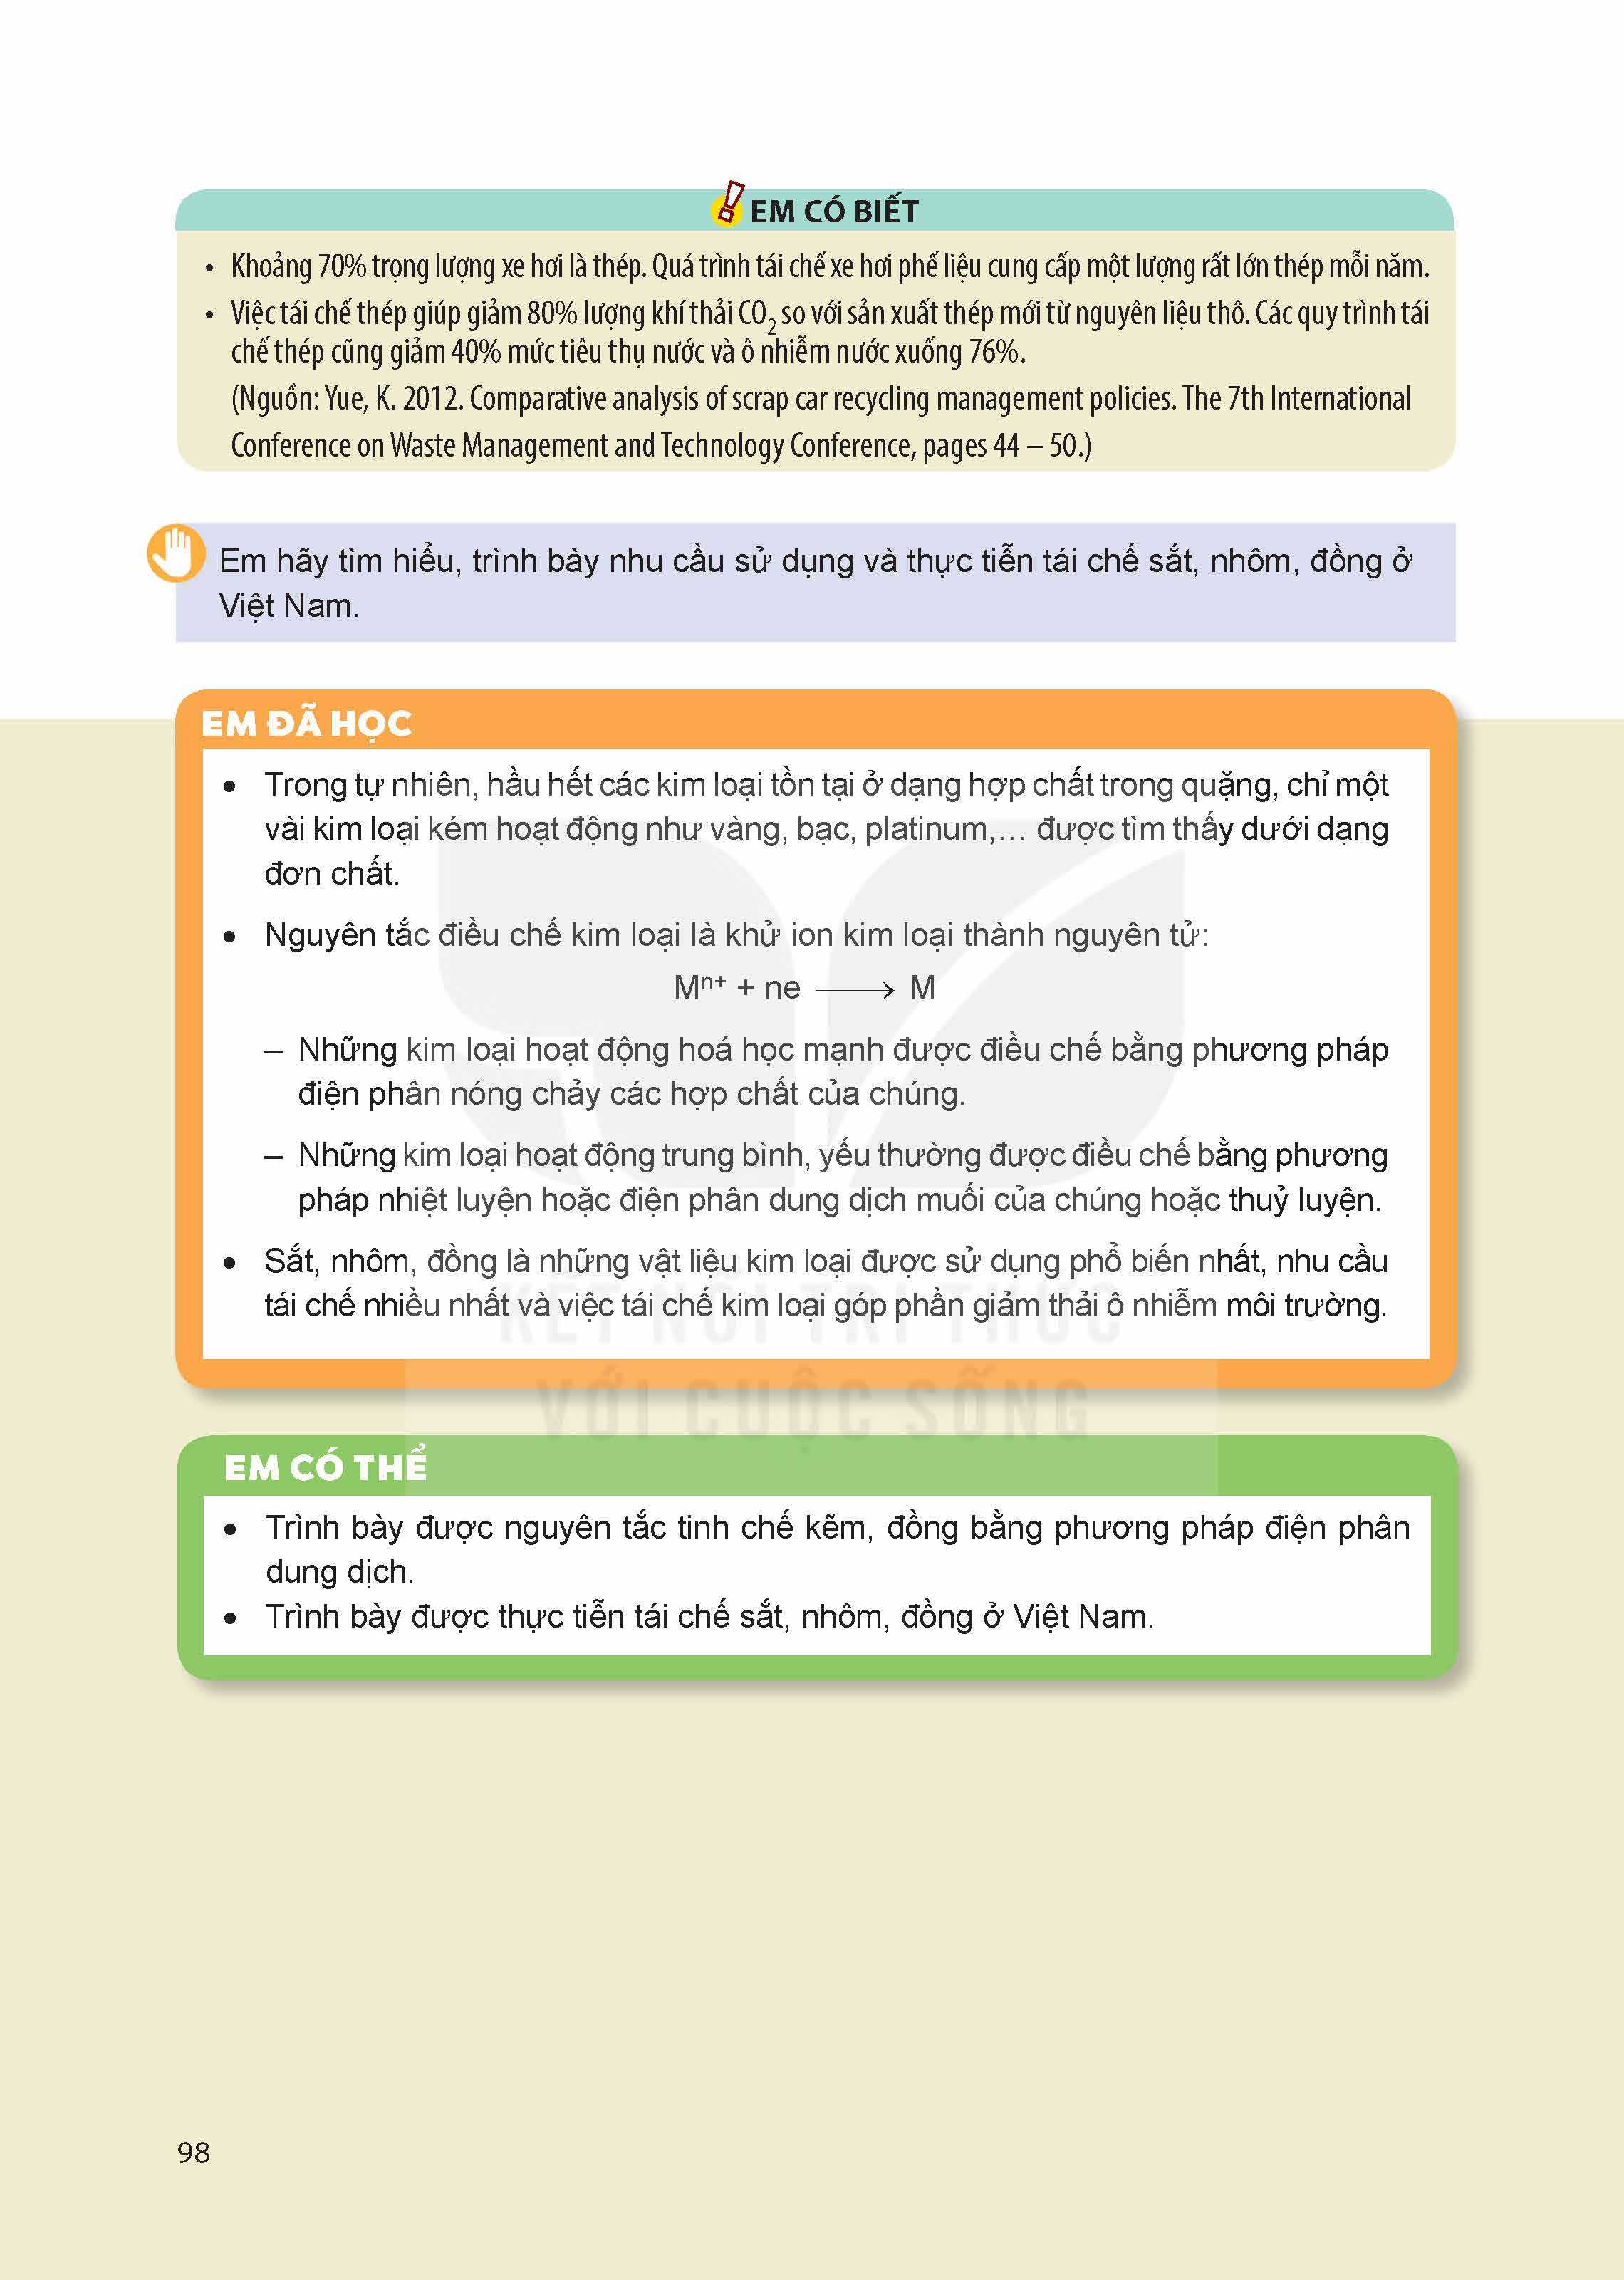 EM CÓ BIẾT
• Khoảng 70% trọng lượng xe hơi là thép. Quá trình tái chế xe hơi phế liệu cung cấp một lượng rất lớn thép mỗi năm.
• Việc tái chế thép giúp giảm 80% lượng khí thải CO₂ so với sản xuất thép mới từ nguyên liệu thô. Các quy trình tái
chế thép cũng giảm 40% mức tiêu thụ nước và ô nhiễm nước xuống 76%.
(Nguồn: Yue, K. 2012. Comparative analysis of scrap car recycling management policies. The 7th International
Conference on Waste Management and Technology Conference, pages 44 – 50.)
Em hãy tìm hiểu, trình bày nhu cầu sử dụng và thực tiễn tái chế sắt, nhôm, đồng ở
Việt Nam.
EM ĐÃ HỌC
• Trong tự nhiên, hầu hết các kim loại tồn tại ở dạng hợp chất trong quặng, chỉ một
vài kim loại kém hoạt động như vàng, bạc, platinum,... được tìm thấy dưới dạng
đơn chất.
• Nguyên tắc điều chế kim loại là khử ion kim loại thành nguyên tử:
Mⁿ⁺ + ne ⟶ M
– Những kim loại hoạt động hoá học mạnh được điều chế bằng phương pháp
điện phân nóng chảy các hợp chất của chúng.
– Những kim loại hoạt động trung bình, yếu thường được điều chế bằng phương
pháp nhiệt luyện hoặc điện phân dung dịch muối của chúng hoặc thuỷ luyện.
• Sắt, nhôm, đồng là những vật liệu kim loại được sử dụng phổ biến nhất, nhu cầu
tái chế nhiều nhất và việc tái chế kim loại góp phần giảm thải ô nhiễm môi trường.
KẾT NỐI TRI THỨC
VỚI CUỘC SỐNG
EM CÓ THỂ
• Trình bày được nguyên tắc tinh chế kẽm, đồng bằng phương pháp điện phân
dung dịch.
• Trình bày được thực tiễn tái chế sắt, nhôm, đồng ở Việt Nam.
98